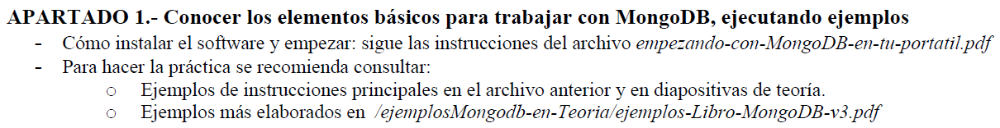 APARTADO 1.- Conocer los elementos básicos para trabajar con MongoDB, ejecutando ejemplos
- Cómo instalar el software y empezar: sigue las instrucciones del archivo empezando-con-MongoDB-en-tu-portatil.pdf
- Para hacer la práctica se recomienda consultar:
o Ejemplos de instrucciones principales en el archivo anterior y en diapositivas de teoría.
o Ejemplos más elaborados en /ejemplosMongodb-en-Teoria/ejemplos-Libro-MongoDB-v3.pdf